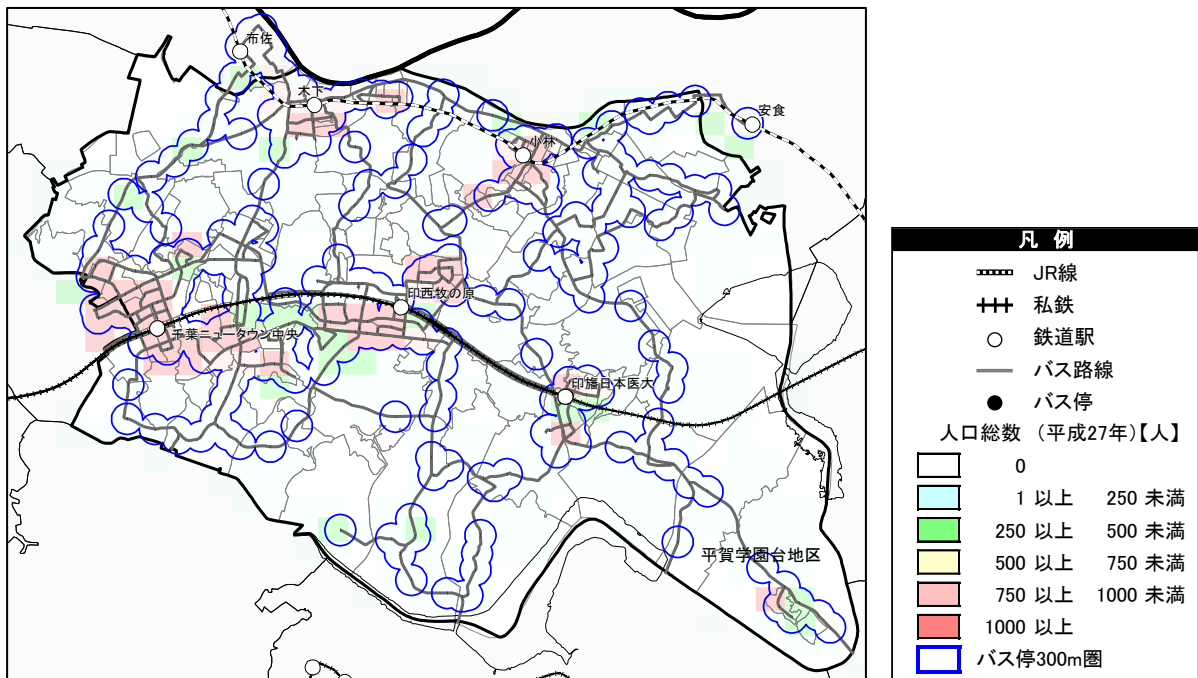 布佐
木下
安食
小林
印西牧の原
千葉ニュータウン中央
印旛日本医大
平賀学園台地区
凡 例
JR線
私鉄
鉄道駅
バス路線
バス停
人口総数 (平成27年)【人】
0
1 以上 250 未満
250 以上 500 未満
500 以上 750 未満
750 以上 1000 未満
1000 以上
バス停300m圏